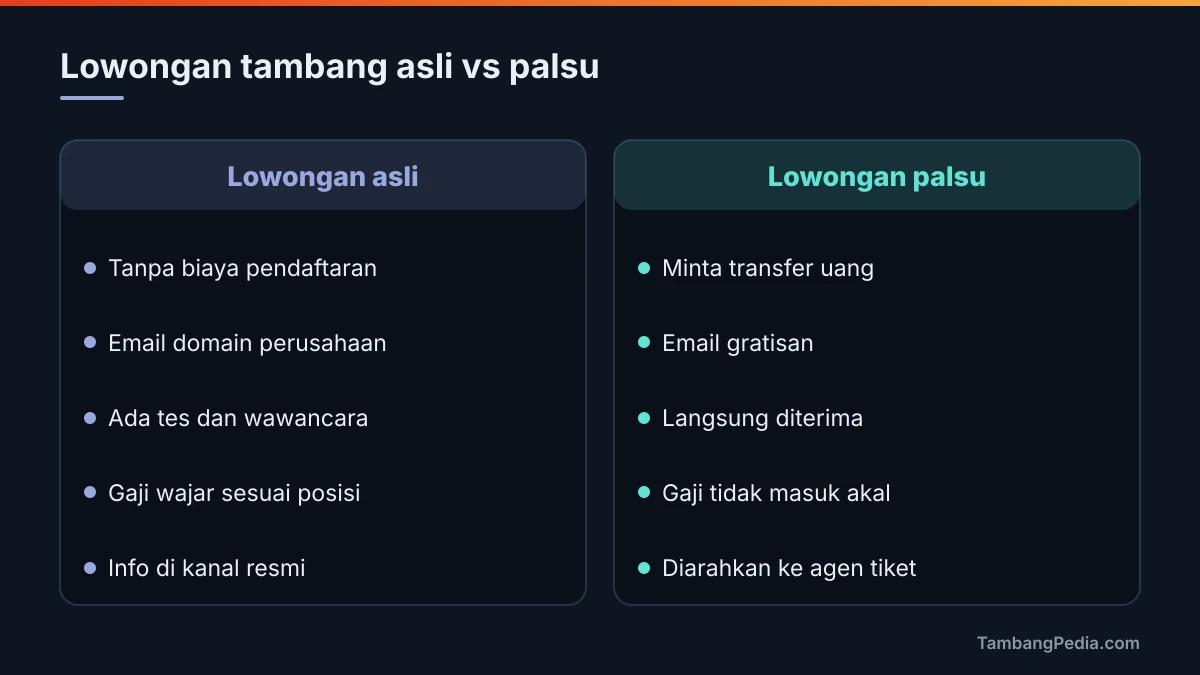 Lowongan tambang asli vs palsu
Lowongan asli
Tanpa biaya pendaftaran
Email domain perusahaan
Ada tes dan wawancara
Gaji wajar sesuai posisi
Info di kanal resmi
Lowongan palsu
Minta transfer uang
Email gratisan
Langsung diterima
Gaji tidak masuk akal
Diarahkan ke agen tiket
TambangPedia.com